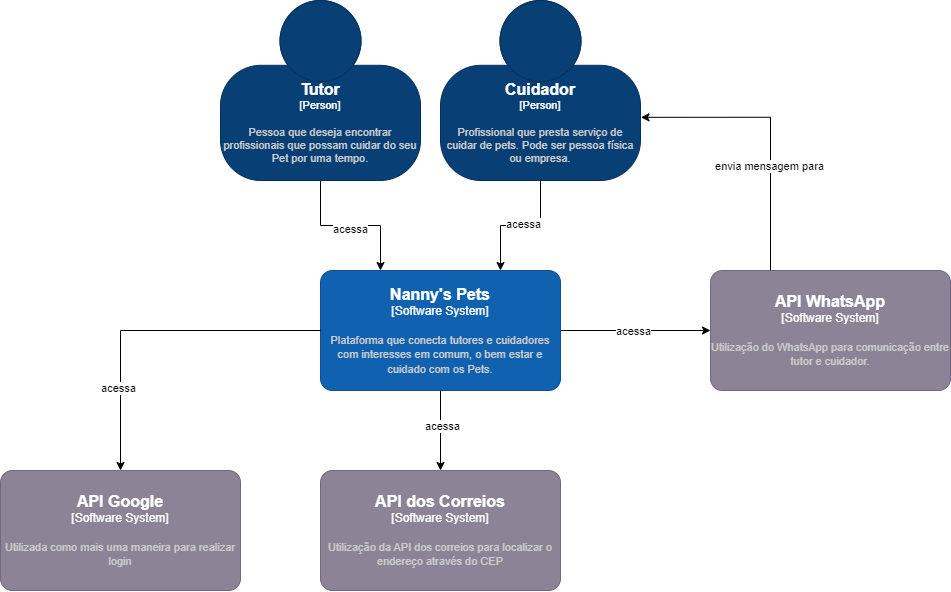 Tutor
[Person]
Pessoa que deseja encontrar
profissionais que possam cuidar do seu
Pet por uma tempo.
Cuidador
[Person]
Profissional que presta serviço de
cuidar de pets. Pode ser pessoa física
ou empresa.
envia mensagem para
acessa
acessa
Nanny's Pets
[Software System]
Plataforma que conecta tutores e cuidadores
com interesses em comum, o bem estar e
cuidado com os Pets.
acessa
API WhatsApp
[Software System]
Utilização do WhatsApp para comunicação entre
tutor e cuidador.
acessa
acessa
API Google
[Software System]
Utilizada como mais uma maneira para realizar
login
API dos Correios
[Software System]
Utilização da API dos correios para localizar o
endereço através do CEP